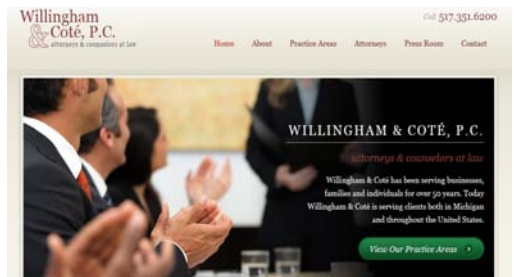 Willingham
& Coté, P.C.
attorneys & counselors at law
Call 517.351.6200
Home About Practice Areas Attorneys Press Room Contact
WILLINGHAM & COTÉ, P.C.
attorneys & counselors at law
Willingham & Coté has been serving businesses,
families and individuals for over 50 years. Today
Willingham & Coté is serving clients both in Michigan
and throughout the United States.
View Our Practice Areas